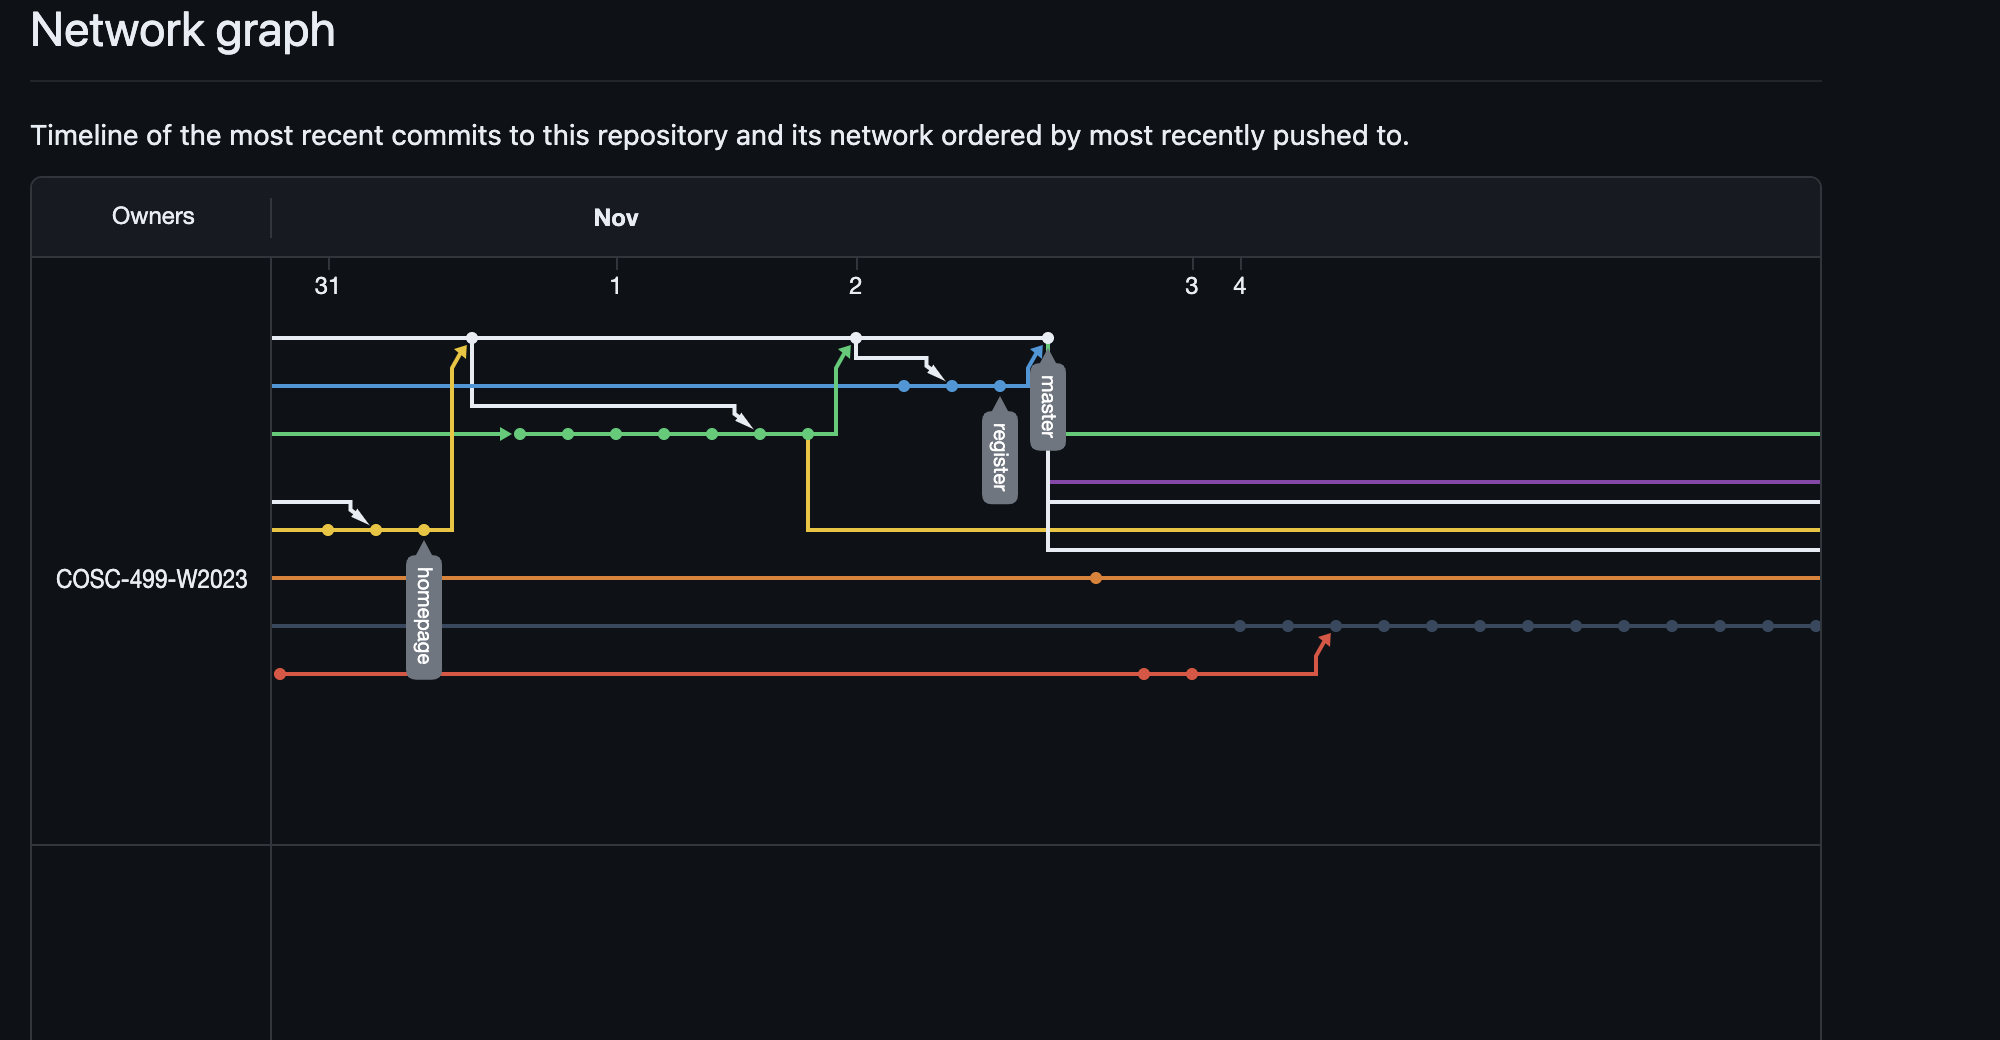 Network graph
Timeline of the most recent commits to this repository and its network ordered by most recently pushed to.
Owners
Nov
31
1
2
3
4
master
register
homepage
COSC-499-W2023